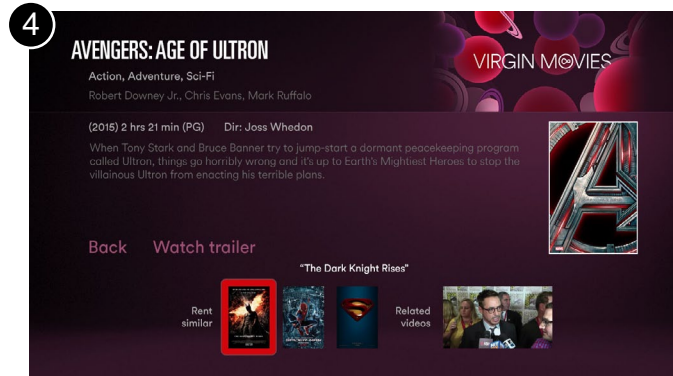 4
AVENGERS: AGE OF ULTRON
Action, Adventure, Sci-Fi
Robert Downey Jr., Chris Evans, Mark Ruffalo
VIRGIN MOVIES
(2015) 2 hrs 21 min (PG) Dir: Joss Whedon
When Tony Stark and Bruce Banner try to jump-start a dormant peacekeeping program
called Ultron, things go horribly wrong and it's up to Earth's Mightiest Heroes to stop the
villainous Ultron from enacting his terrible plans.
Back Watch trailer
"The Dark Knight Rises"
Rent
similar
Related
videos